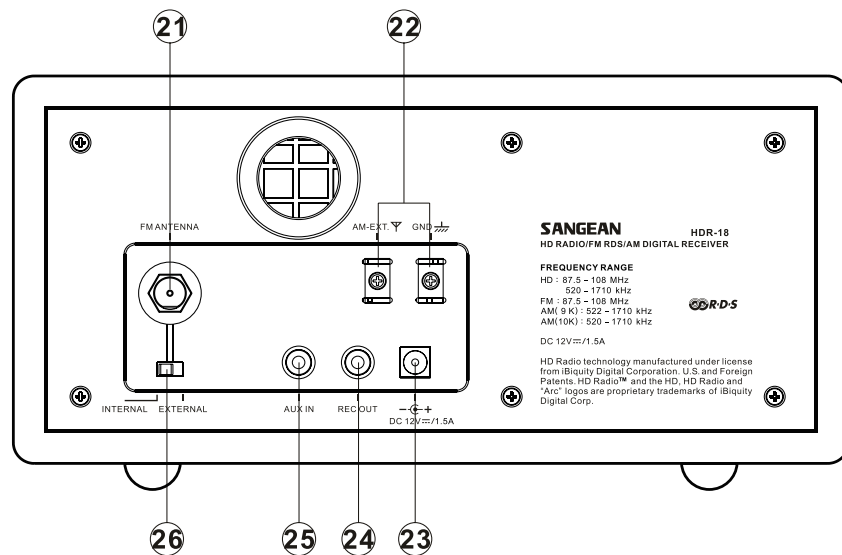 21
22
FM ANTENNA
AM-EXT.
GND
SANGEAN
HDR-18
HD RADIO/FM RDS/AM DIGITAL RECEIVER
FREQUENCY RANGE
HD : 87.5 – 108 MHz
520 – 1710 kHz
FM : 87.5 – 108 MHz
AM( 9 K) : 522 – 1710 kHz
AM(10K) : 520 – 1710 kHz
R·D·S
DC 12V⎓/1.5A
HD Radio technology manufactured under license
from iBiquity Digital Corporation. U.S. and Foreign
Patents. HD Radio™ and the HD, HD Radio and
“Arc” logos are proprietary trademarks of iBiquity
Digital Corp.
INTERNAL
EXTERNAL
AUX IN
REC OUT
DC 12V⎓/1.5A
26
25
24
23